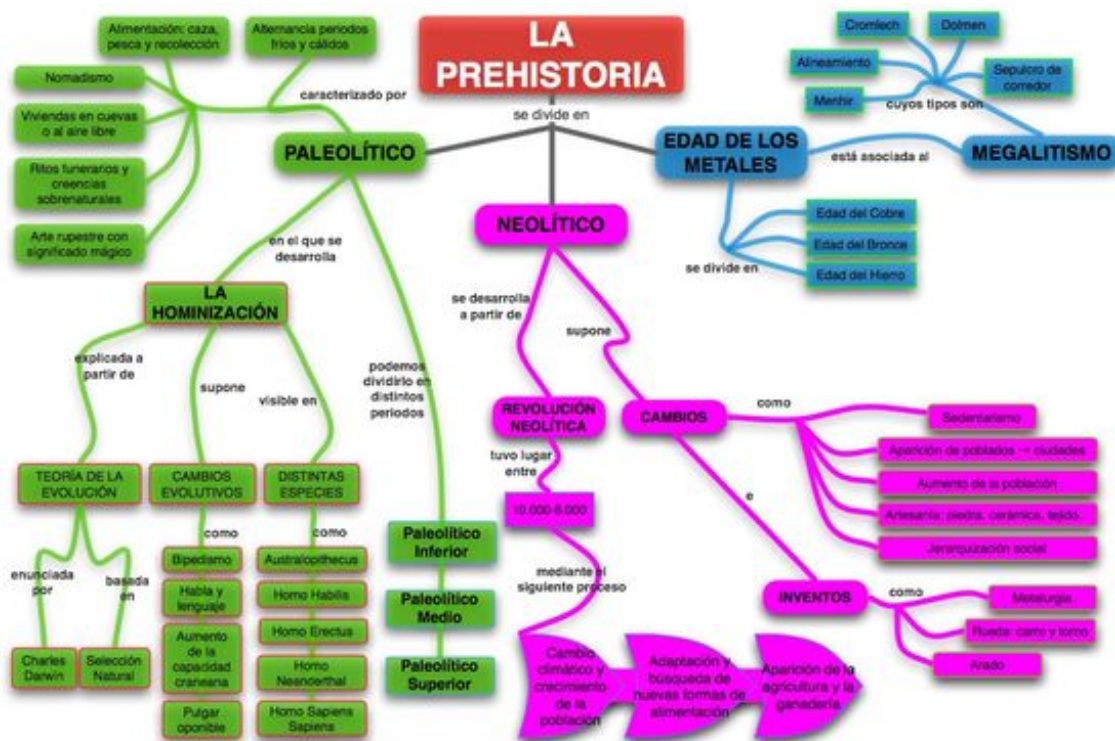 LA
PREHISTORIA
se divide en
Alimentación: caza,
pesca y recolección
Alternancia periodos
fríos y cálidos
Nomadismo
caracterizado por
Viviendas en cuevas
o al aire libre
PALEOLÍTICO
Ritos funerarios y
creencias
sobrenaturales
Arte rupestre con
significado mágico
en el que se
desarrolla
LA
HOMINIZACIÓN
explicada a
partir de
supone
visible en
podemos
dividirlo en
distintos
periodos
TEORÍA DE LA
EVOLUCIÓN
CAMBIOS
EVOLUTIVOS
DISTINTAS
ESPECIES
enunciada
por
basada
en
Charles
Darwin
Selección
Natural
como
Bipedismo
Habla y
lenguaje
Aumento
de la
capacidad
craneana
Pulgar
oponible
como
Australopithecus
Homo Habilis
Homo Erectus
Homo
Neanderthal
Homo Sapiens
Sapiens
Paleolítico
Inferior
Paleolítico
Medio
Paleolítico
Superior
NEOLÍTICO
se desarrolla
a partir de
supone
REVOLUCIÓN
NEOLÍTICA
tuvo lugar
entre
10.000-6.000
mediante el
siguiente proceso
Cambio
climático y
crecimiento
de la
población
Adaptación y
búsqueda de
nuevas formas de
alimentación
Aparición de la
agricultura y la
ganadería
CAMBIOS
como
Sedentarismo
Aparición de poblados → ciudades
Aumento de la población
Artesanía: piedra, cerámica, tejido.
Jerarquización social
e
INVENTOS
como
Metalurgia
Rueda: carro y torno
Arado
EDAD DE LOS
METALES
está asociada al
MEGALITISMO
cuyos tipos son
Cromlech
Dolmen
Alineamiento
Sepulcro de
corredor
Menhir
se divide en
Edad del Cobre
Edad del Bronce
Edad del Hierro